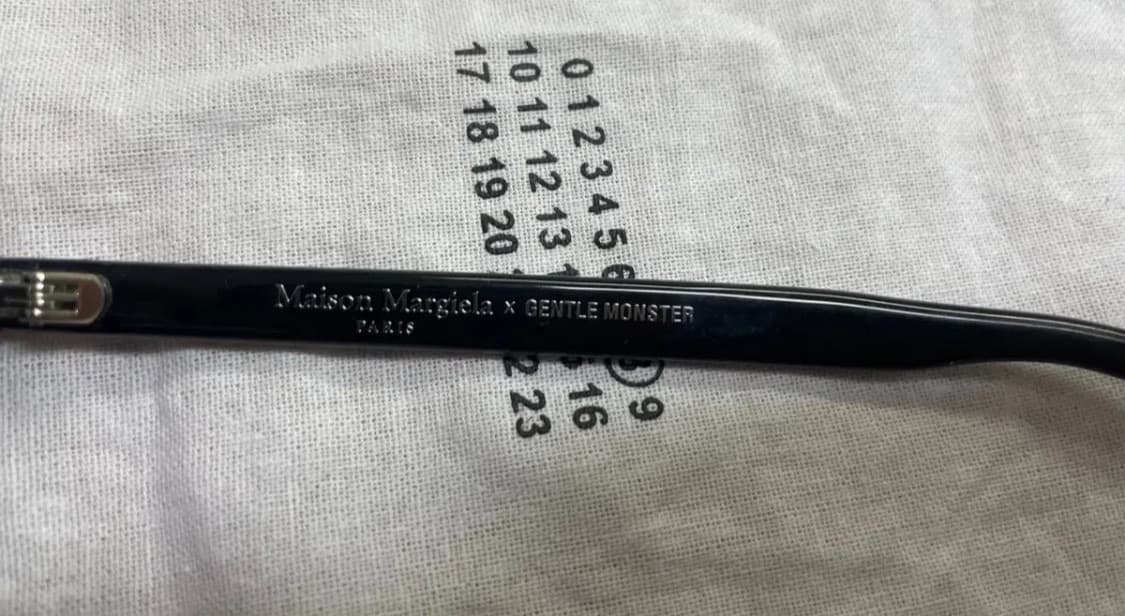 Maison Margiela × GENTLE MONSTER
PARIS
0 1 2 3 4 5 6 8 9
10 11 12 13 16
17 18 19 20 23